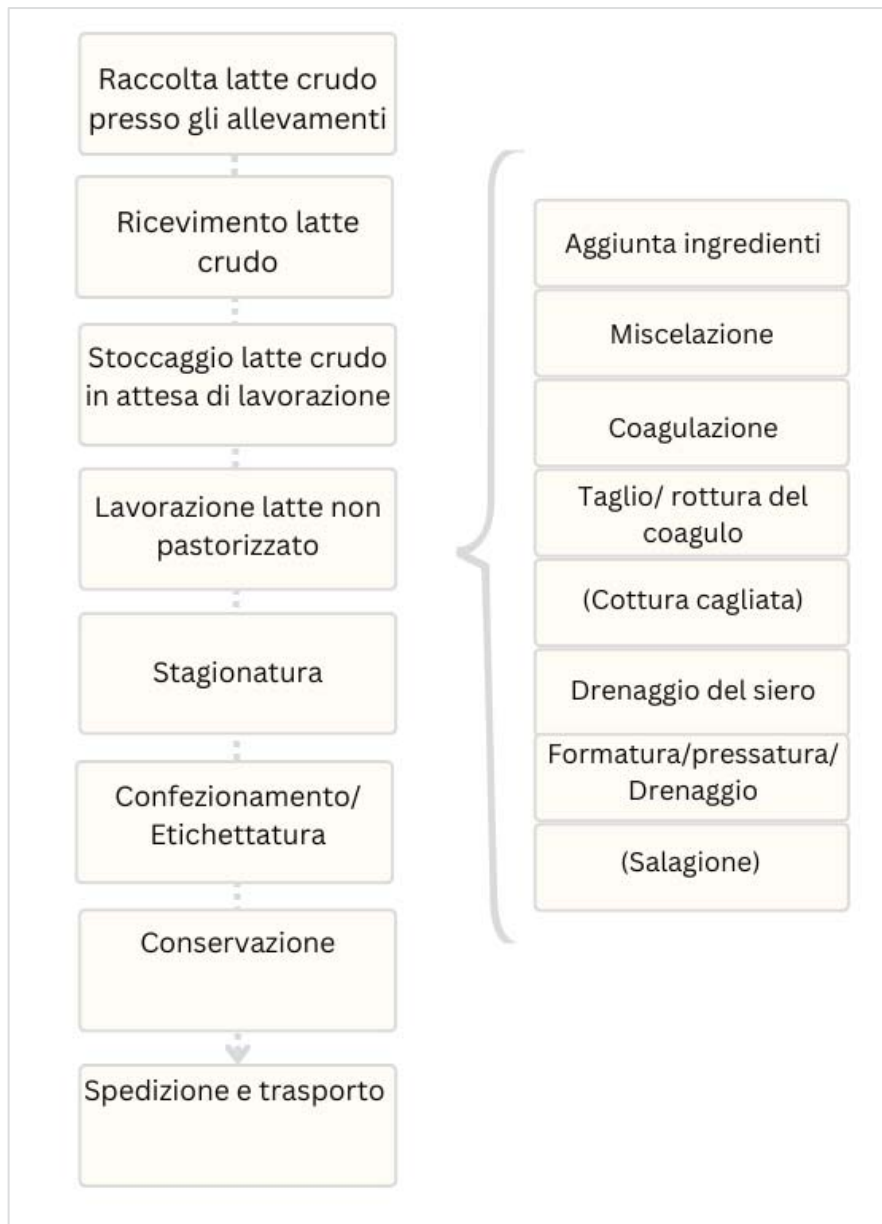 Raccolta latte crudo
presso gli allevamenti
Ricevimento latte
crudo
Stoccaggio latte crudo
in attesa di lavorazione
Lavorazione latte non
pastorizzato
Stagionatura
Confezionamento/
Etichettatura
Conservazione
Spedizione e trasporto
Aggiunta ingredienti
Miscelazione
Coagulazione
Taglio/ rottura del
coagulo
(Cottura cagliata)
Drenaggio del siero
Formatura/pressatura/
Drenaggio
(Salagione)